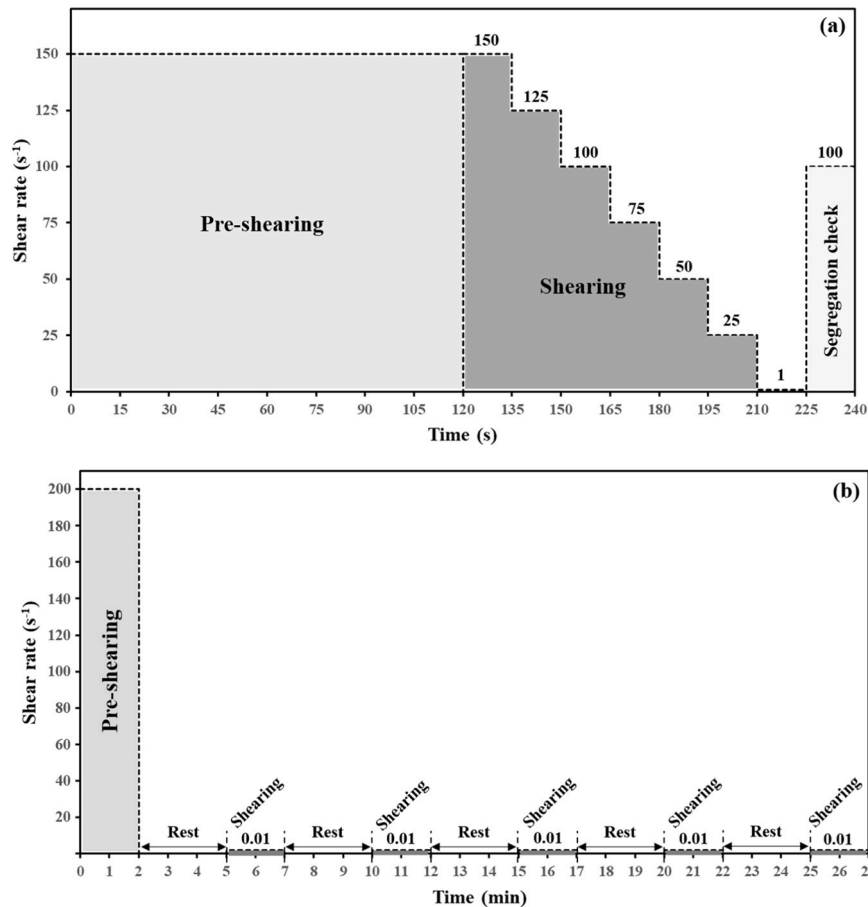 (a)
150
125
100
75
50
25
0
Shear rate (s-1)
150
125
100
75
50
25
1
100
Pre-shearing
Shearing
Segregation check
0 15 30 45 60 75 90 105 120 135 150 165 180 195 210 225 240
Time (s)
(b)
200
180
160
140
120
100
80
60
40
20
Shear rate (s-1)
Pre-shearing
Shearing Shearing Shearing Shearing Shearing
Rest 0.01 Rest 0.01 Rest 0.01 Rest 0.01 Rest 0.01
0 1 2 3 4 5 6 7 8 9 10 11 12 13 14 15 16 17 18 19 20 21 22 23 24 25 26
Time (min)